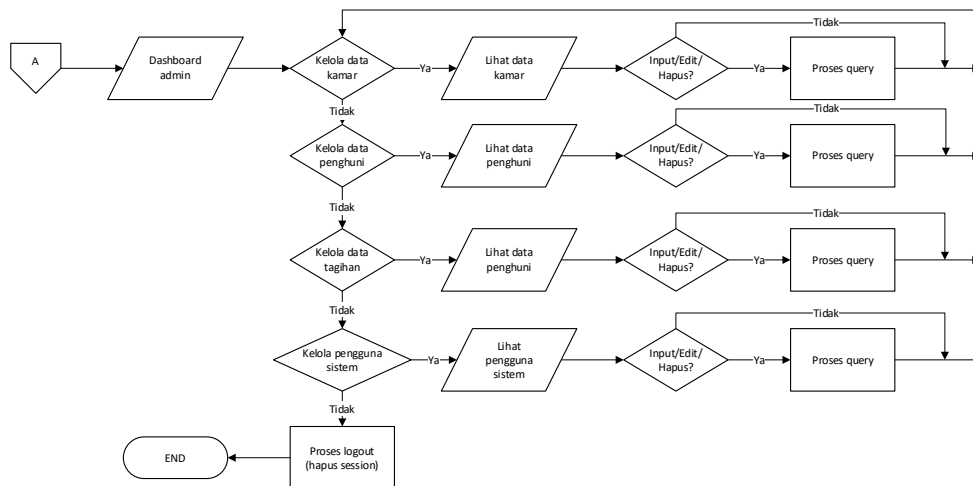 Tidak
A
Dashboard
admin
Kelola data
kamar
Ya
Lihat data
kamar
Input/Edit/
Hapus?
Ya
Proses query
Tidak
Tidak
Kelola data
penghuni
Ya
Lihat data
penghuni
Input/Edit/
Hapus?
Ya
Proses query
Tidak
Tidak
Kelola data
tagihan
Ya
Lihat data
penghuni
Input/Edit/
Hapus?
Ya
Proses query
Tidak
Tidak
Kelola pengguna
sistem
Ya
Lihat
pengguna
sistem
Input/Edit/
Hapus?
Ya
Proses query
Tidak
Proses logout
(hapus session)
END